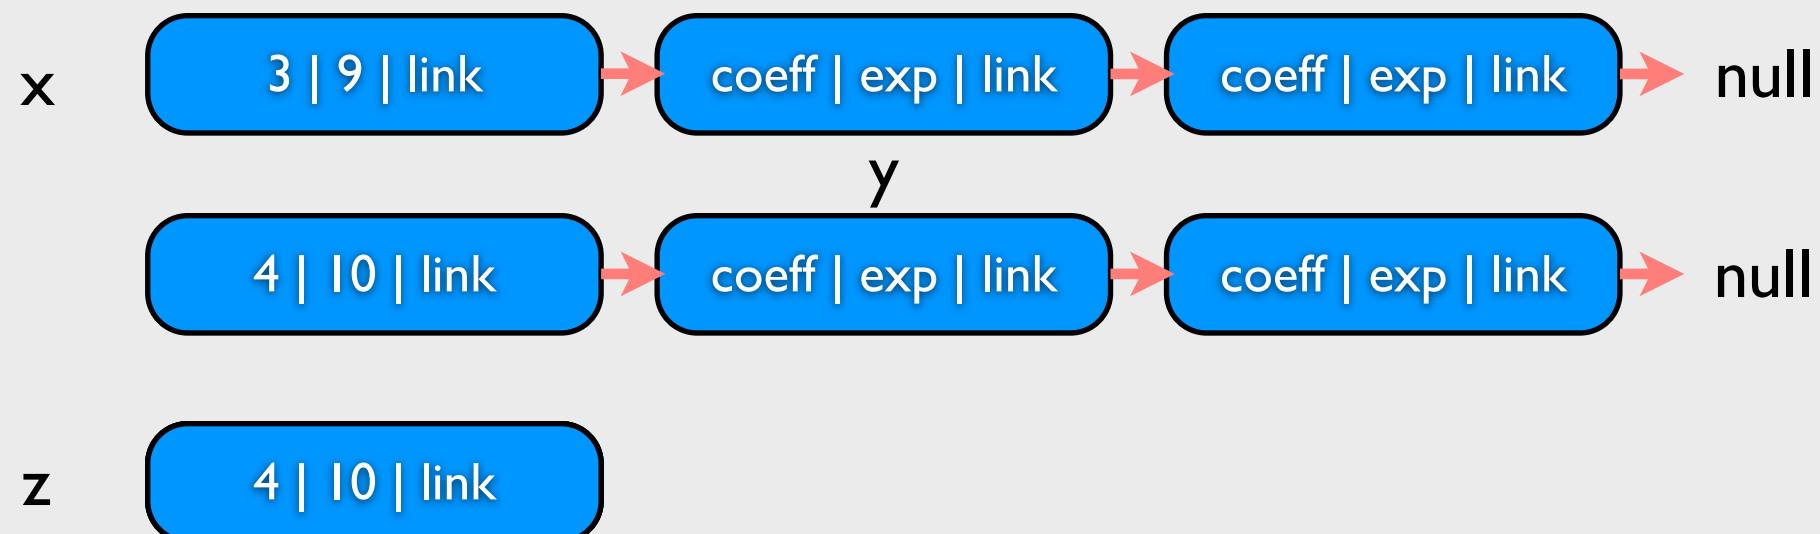 x 3 | 9 | link coeff | exp | link coeff | exp | link null
y
4 | 10 | link coeff | exp | link coeff | exp | link null
z 4 | 10 | link